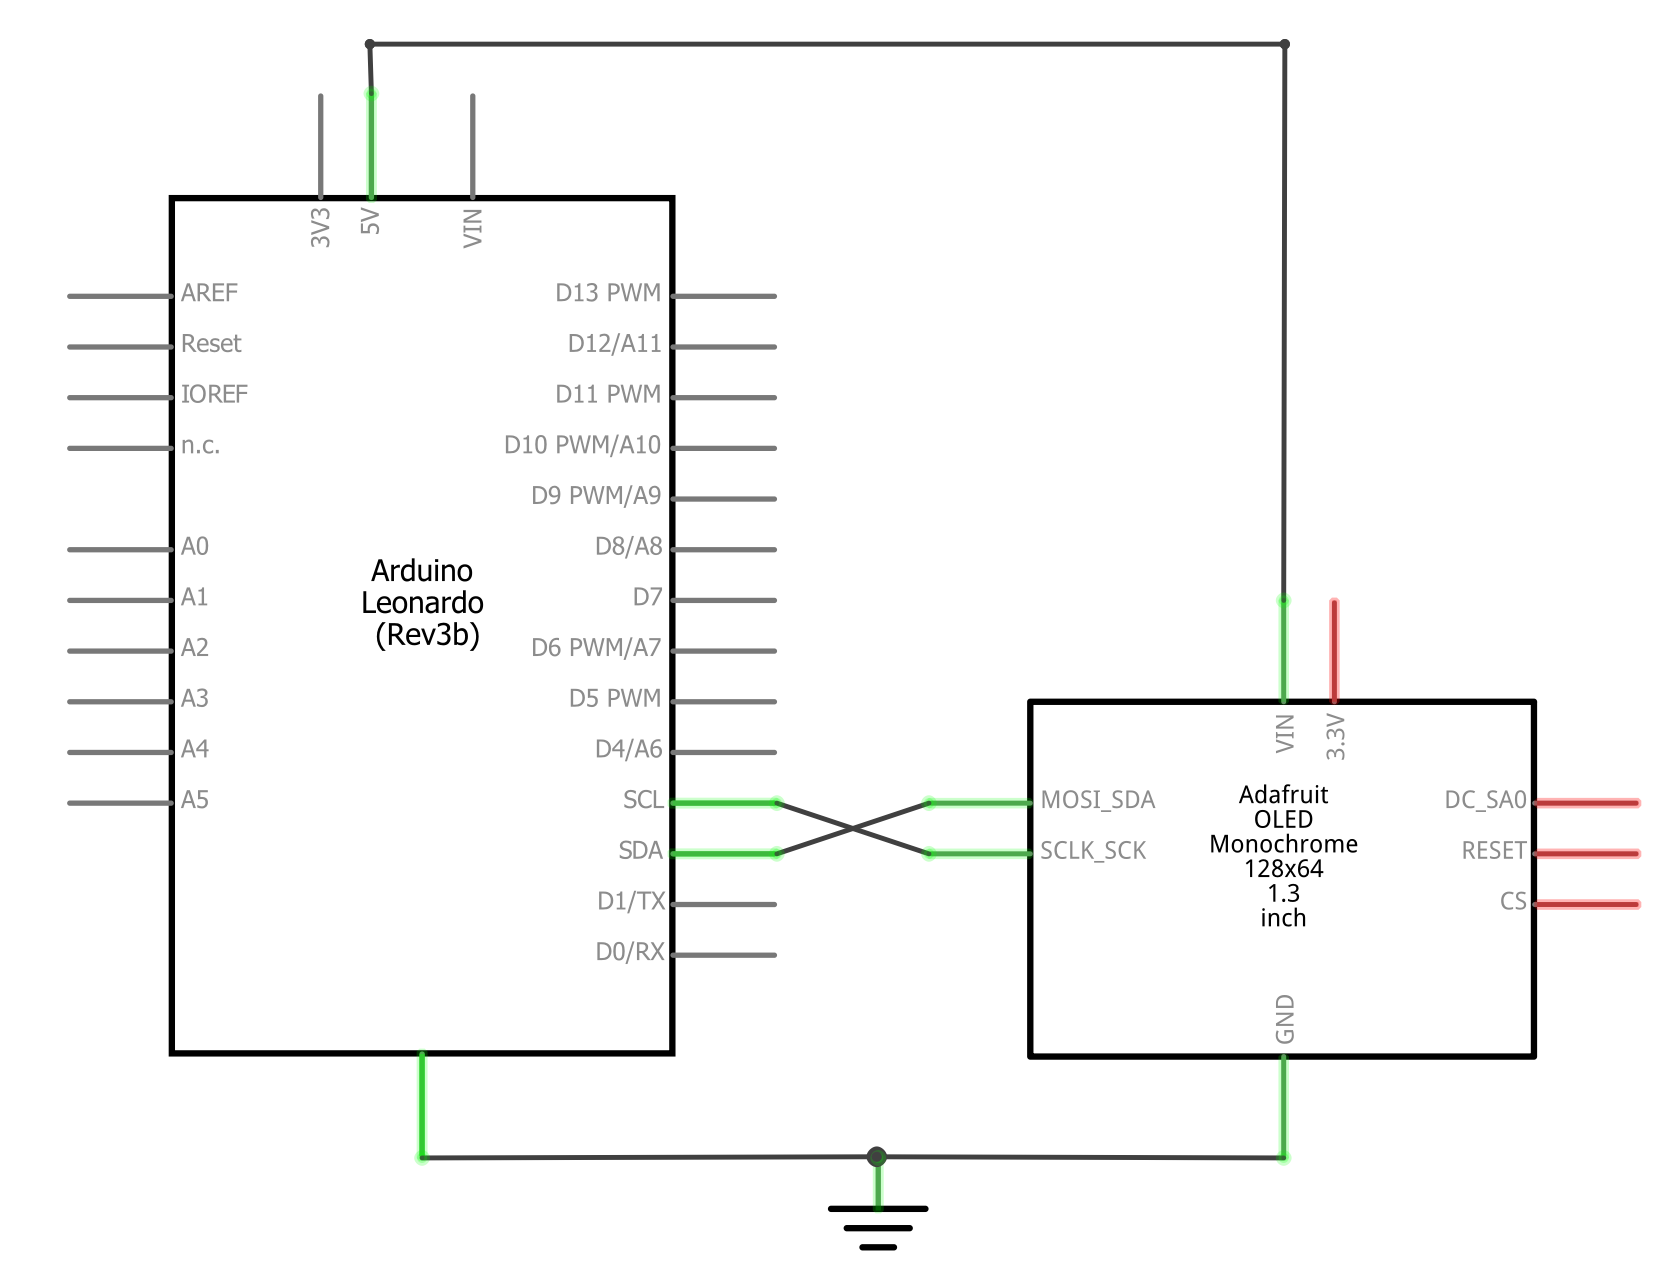 3V3
5V
VIN
AREF
Reset
IOREF
n.c.
A0
A1
A2
A3
A4
A5
Arduino
Leonardo
(Rev3b)
D13 PWM
D12/A11
D11 PWM
D10 PWM/A10
D9 PWM/A9
D8/A8
D7
D6 PWM/A7
D5 PWM
D4/A6
SCL
SDA
D1/TX
D0/RX
VIN
3.3V
MOSI_SDA
SCLK_SCK
Adafruit
OLED
Monochrome
128x64
1.3
inch
DC_SA0
RESET
CS
GND